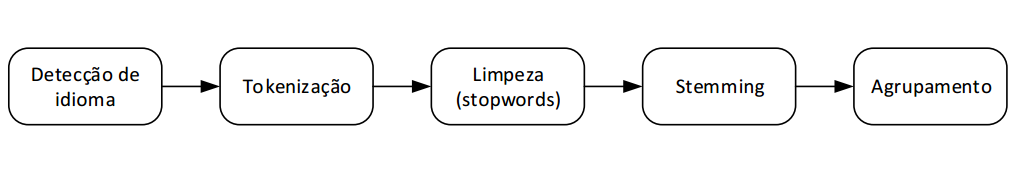 Detecção de
idioma
Tokenização
Limpeza
(stopwords)
Stemming
Agrupamento